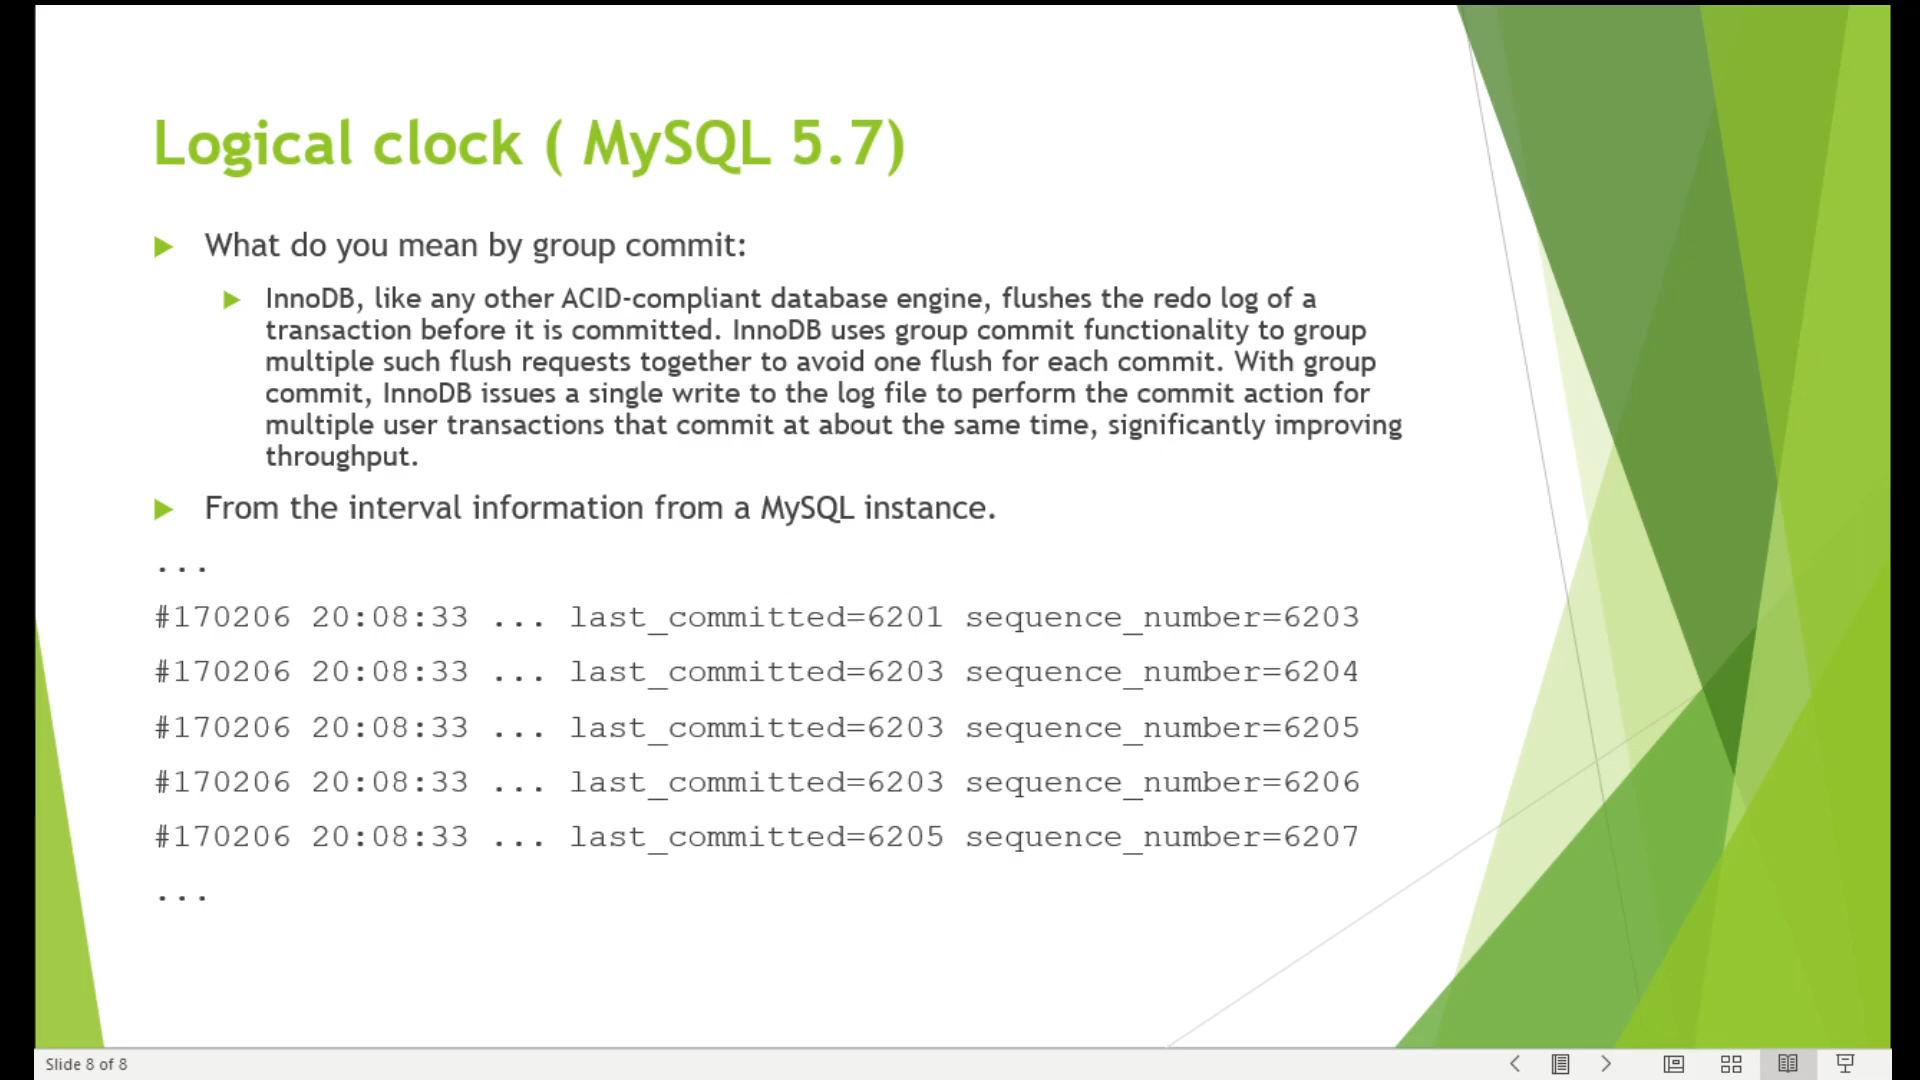 Logical clock ( MySQL 5.7)
What do you mean by group commit:
InnoDB, like any other ACID-compliant database engine, flushes the redo log of a
transaction before it is committed. InnoDB uses group commit functionality to group
multiple such flush requests together to avoid one flush for each commit. With group
commit, InnoDB issues a single write to the log file to perform the commit action for
multiple user transactions that commit at about the same time, significantly improving
throughput.
From the interval information from a MySQL instance.
...
#170206 20:08:33 ... last_committed=6201 sequence_number=6203
#170206 20:08:33 ... last_committed=6203 sequence_number=6204
#170206 20:08:33 ... last_committed=6203 sequence_number=6205
#170206 20:08:33 ... last_committed=6203 sequence_number=6206
#170206 20:08:33 ... last_committed=6205 sequence_number=6207
...
Slide 8 of 8